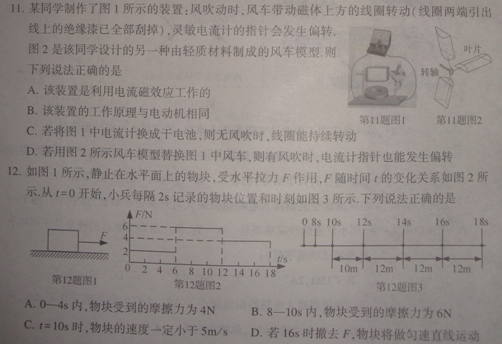 11. 某同学制作了图1所示的装置,风吹动时,风车带动磁体上方的线圈转动(线圈两端引出
线上的绝缘漆已全部刮掉),灵敏电流计的指针会发生偏转.
图2是该同学设计的另一种由轻质材料制成的风车模型.则
下列说法正确的是
A. 该装置是利用电流磁效应工作的
B. 该装置的工作原理与电动机相同
C. 若将图1中电流计换成干电池,则无风吹时,线圈能持续转动
D. 若用图2所示风车模型替换图1中风车,则有风吹时,电流计指针也能发生偏转
叶片
转轴
第11题图1 第11题图2
12. 如图1所示,静止在水平面上的物块,受水平拉力F作用,F随时间t的变化关系如图2所
示.从t=0开始,小兵每隔2s记录的物块位置和时刻如图3所示.下列说法正确的是
F
第12题图1
F/N
6
4
2
0 2 4 6 8 10 12 14 16 18
t/s
第12题图2
0 8s 10s 12s 14s 16s 18s
10m 12m 12m 12m
第12题图3
A. 0—4s内,物块受到的摩擦力为4N B. 8—10s内,物块受到的摩擦力为6N
C. t=10s时,物块的速度一定小于5m/s D. 若16s时撤去F,物块将做匀速直线运动